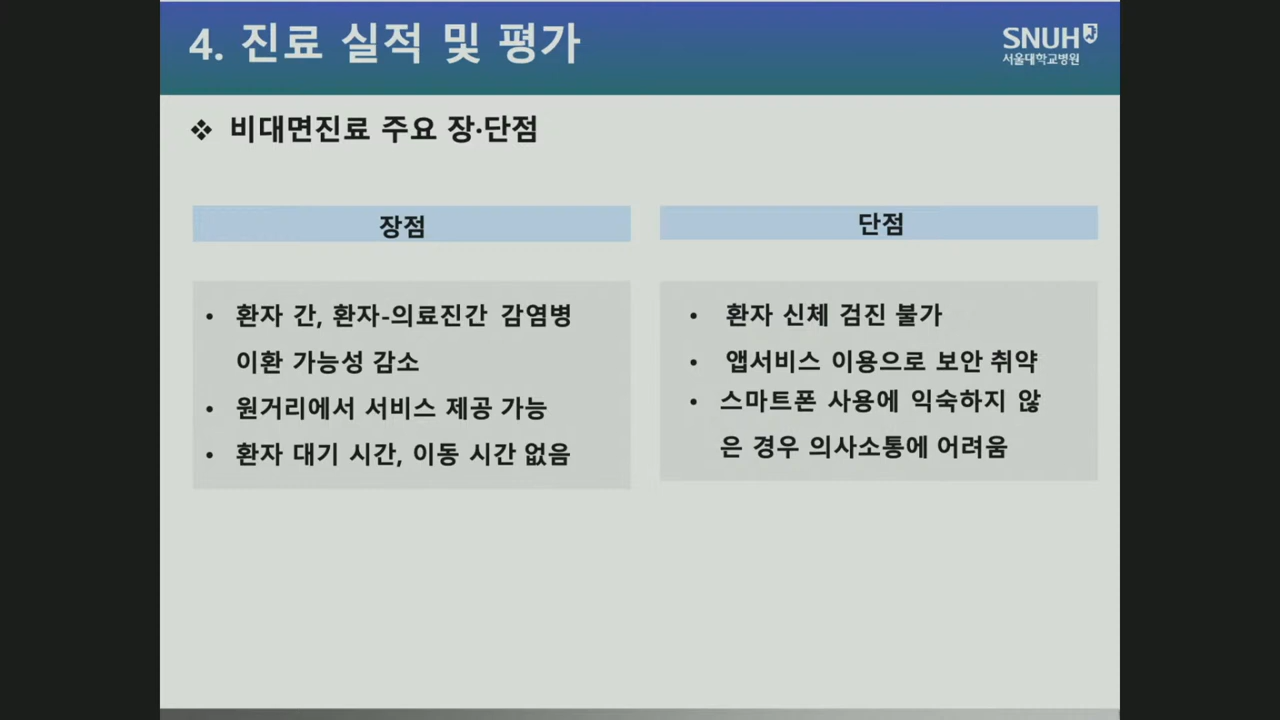 4. 진료 실적 및 평가
SNUH
서울대학교병원
❖ 비대면진료 주요 장·단점
장점
• 환자 간, 환자-의료진간 감염병
이환 가능성 감소
• 원거리에서 서비스 제공 가능
• 환자 대기 시간, 이동 시간 없음
단점
• 환자 신체 검진 불가
• 앱서비스 이용으로 보안 취약
• 스마트폰 사용에 익숙하지 않
은 경우 의사소통에 어려움